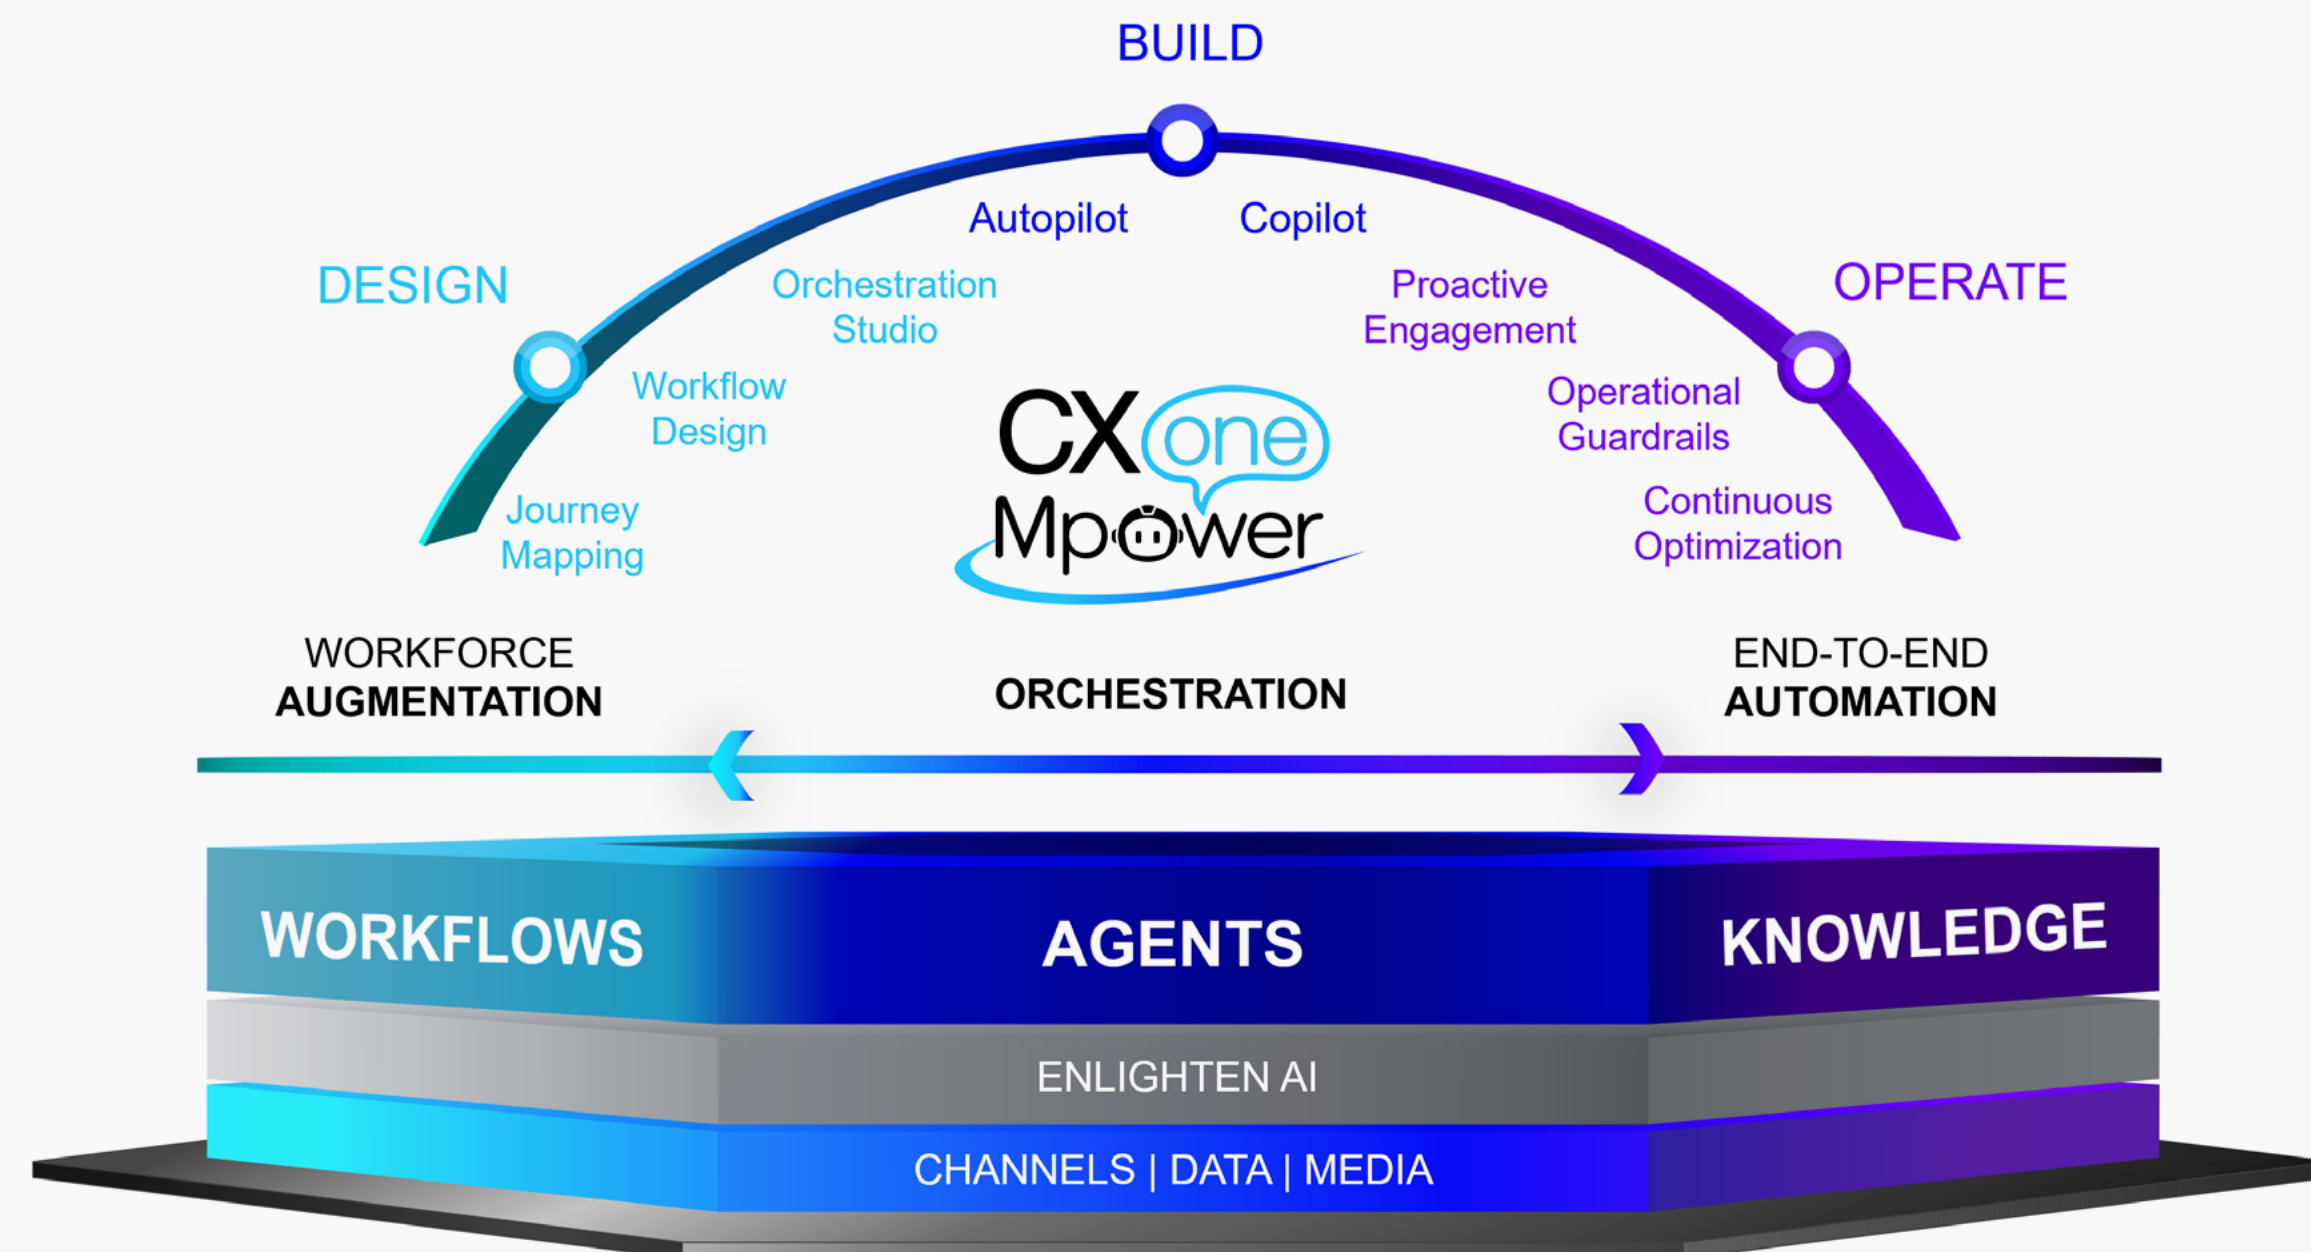 BUILD
Autopilot
Copilot
DESIGN
Orchestration
Studio
Workflow
Design
Journey
Mapping
Proactive
Engagement
OPERATE
Operational
Guardrails
Continuous
Optimization
CXone
Mpower
WORKFORCE
AUGMENTATION
ORCHESTRATION
END-TO-END
AUTOMATION
WORKFLOWS
AGENTS
KNOWLEDGE
ENLIGHTEN AI
CHANNELS | DATA | MEDIA